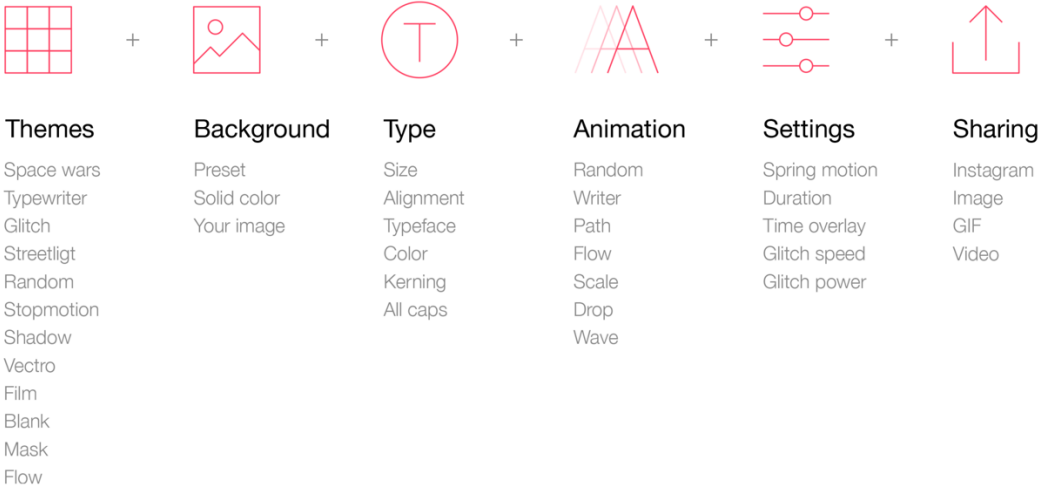 + + + + +
T
Themes
Space wars
Typewriter
Glitch
Streetligt
Random
Stopmotion
Shadow
Vectro
Film
Blank
Mask
Flow
Background
Preset
Solid color
Your image
Type
Size
Alignment
Typeface
Color
Kerning
All caps
Animation
Random
Writer
Path
Flow
Scale
Drop
Wave
Settings
Spring motion
Duration
Time overlay
Glitch speed
Glitch power
Sharing
Instagram
Image
GIF
Video